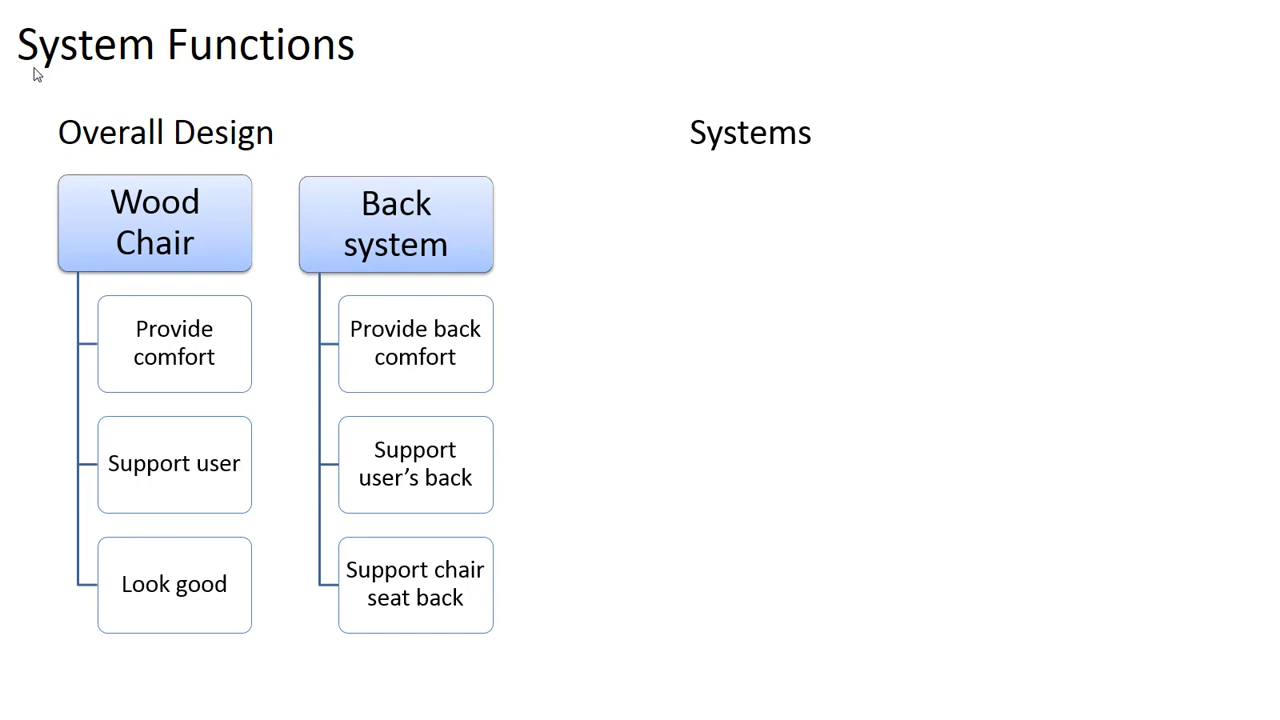 System Functions
Overall Design
Systems
Wood
Chair
Back
system
Provide
comfort
Provide back
comfort
Support user
Support
user’s back
Look good
Support chair
seat back